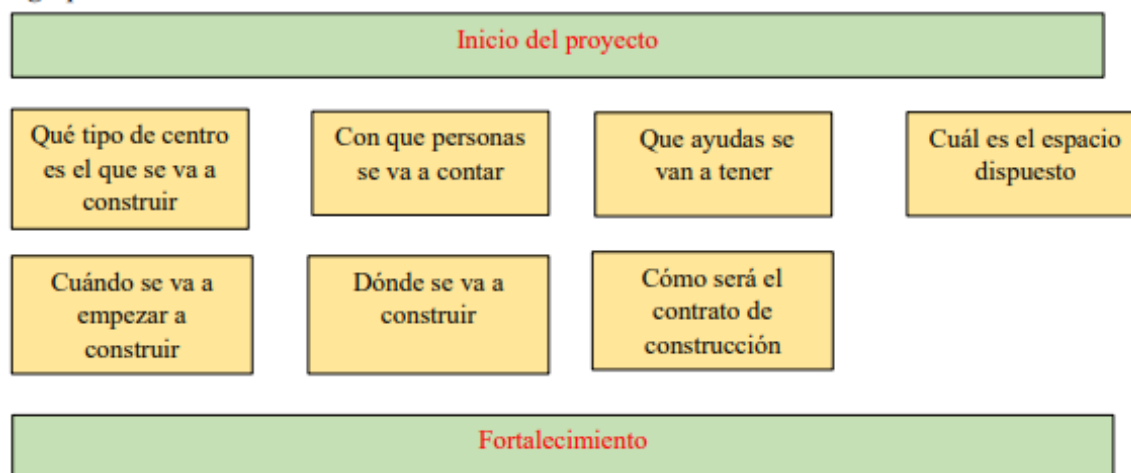 Inicio del proyecto
Qué tipo de centro
es el que se va a
construir
Con que personas
se va a contar
Que ayudas se
van a tener
Cuál es el espacio
dispuesto
Cuándo se va a
empezar a
construir
Dónde se va a
construir
Cómo será el
contrato de
construcción
Fortalecimiento